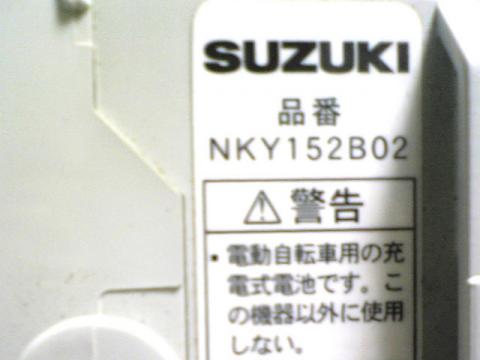 SUZUKI
品番
NKY152B02
⚠警告
・電動自転車用の充
電式電池です。こ
の機器以外に使用
しない。